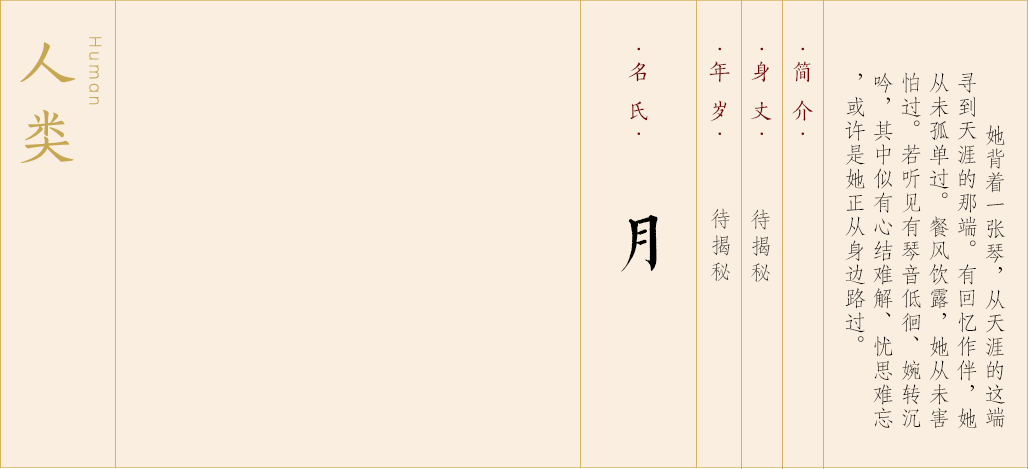 人类
Human
·名氏·
月
·年岁·
待揭秘
·身丈·
待揭秘
·简介·
她背着一张琴，从天涯的这端
寻到天涯的那端。有回忆作伴，她
从未孤单过。餐风饮露，她从未害
怕过。若听见有琴音低徊、婉转沉
吟，其中似有心结难解、忧思难忘
，或许是她正从身边路过。